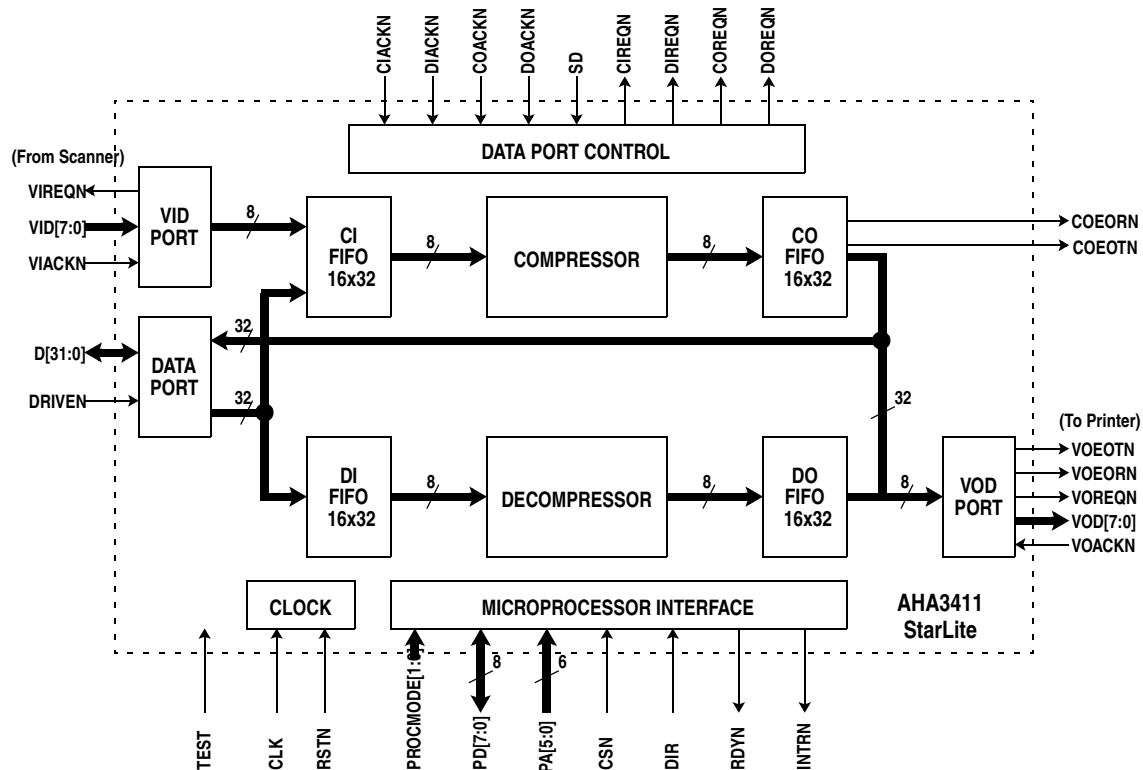 CIACKN
DIACKN
COACKN
DOACKN
SD
CIREQN
DIREQN
COREQN
DOREQN
DATA PORT CONTROL
(From Scanner)
VIREQN
VID[7:0]
VIACKN
VID
PORT
8
CI
FIFO
16x32
8
COMPRESSOR
8
CO
FIFO
16x32
COEORN
COEOTN
D[31:0]
DRIVEN
DATA
PORT
32
32
32
DI
FIFO
16x32
8
DECOMPRESSOR
8
DO
FIFO
16x32
8
VOD
PORT
(To Printer)
VOEOTN
VOEORN
VOREQN
VOD[7:0]
VOACKN
CLOCK
MICROPROCESSOR INTERFACE
AHA3411
StarLite
TEST
CLK
RSTN
PROCMODE[1:0]
PD[7:0]
8
PA[5:0]
6
CSN
DIR
RDYN
INTRN